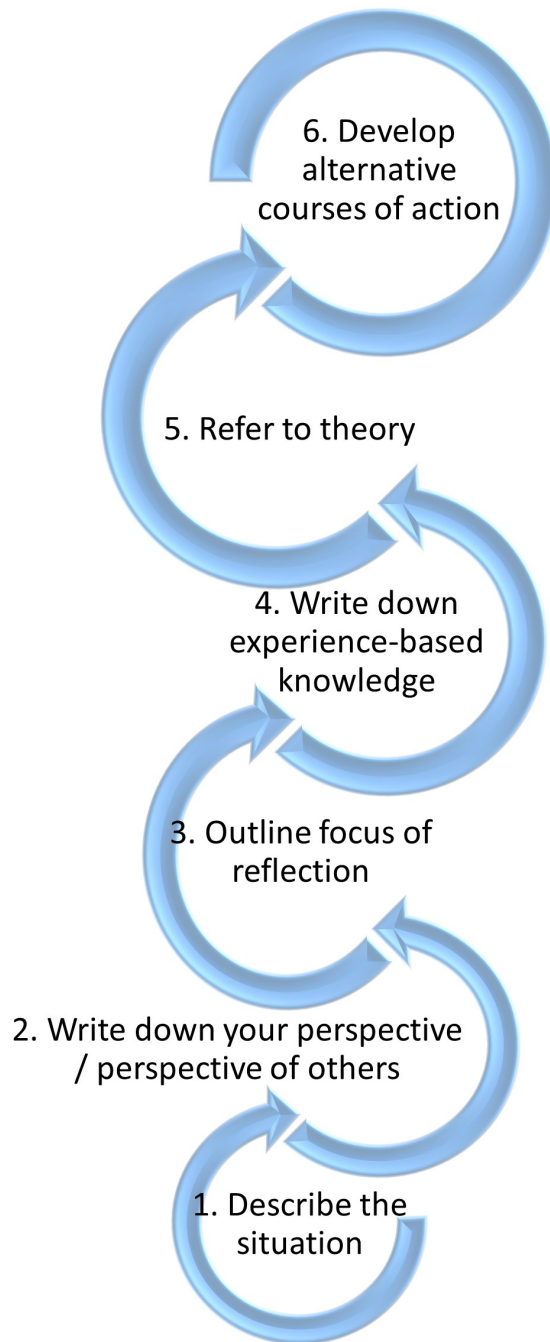 6. Develop
alternative
courses of action
5. Refer to theory
4. Write down
experience-based
knowledge
3. Outline focus of
reflection
2. Write down your perspective
/ perspective of others
1. Describe the
situation